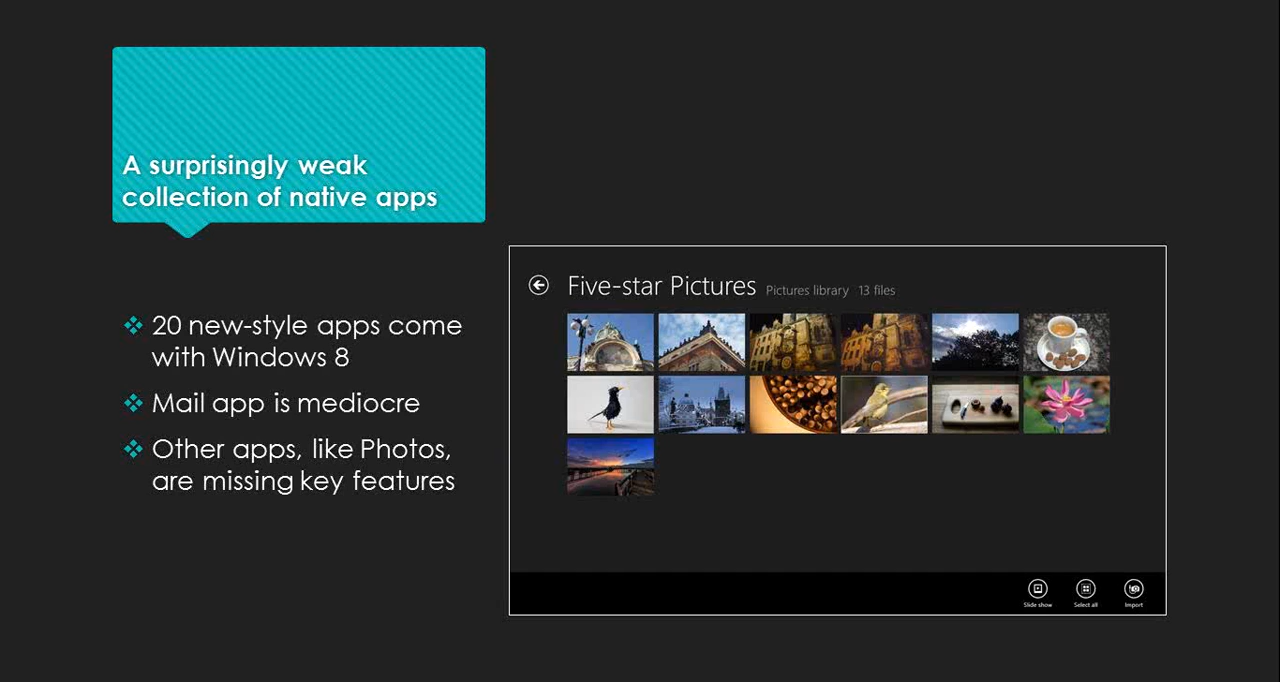 A surprisingly weak
collection of native apps
20 new-style apps come
with Windows 8
Mail app is mediocre
Other apps, like Photos,
are missing key features
Five-star Pictures Pictures library 13 files
Slide show Select all Import